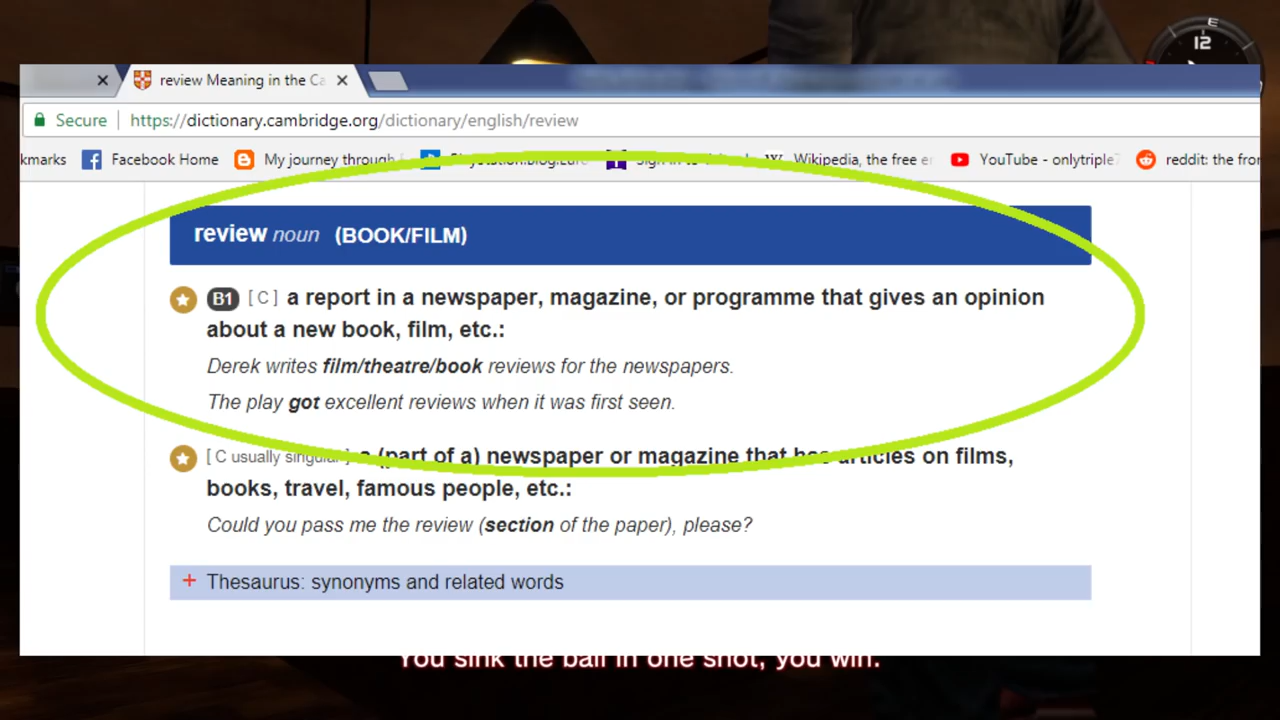 E
12
review Meaning in the Ca
Secure https://dictionary.cambridge.org/dictionary/english/review
kmarks Facebook Home My journey through Wikipedia, the free e YouTube - onlytriple reddit: the fron
review noun (BOOK/FILM)
B1 [ C ] a report in a newspaper, magazine, or programme that gives an opinion
about a new book, film, etc.:
Derek writes film/theatre/book reviews for the newspapers.
The play got excellent reviews when it was first seen.
[ C usually singular ] a (part of a) newspaper or magazine that has articles on films,
books, travel, famous people, etc.:
Could you pass me the review (section of the paper), please?
+ Thesaurus: synonyms and related words
You sink the ball in one shot, you win.